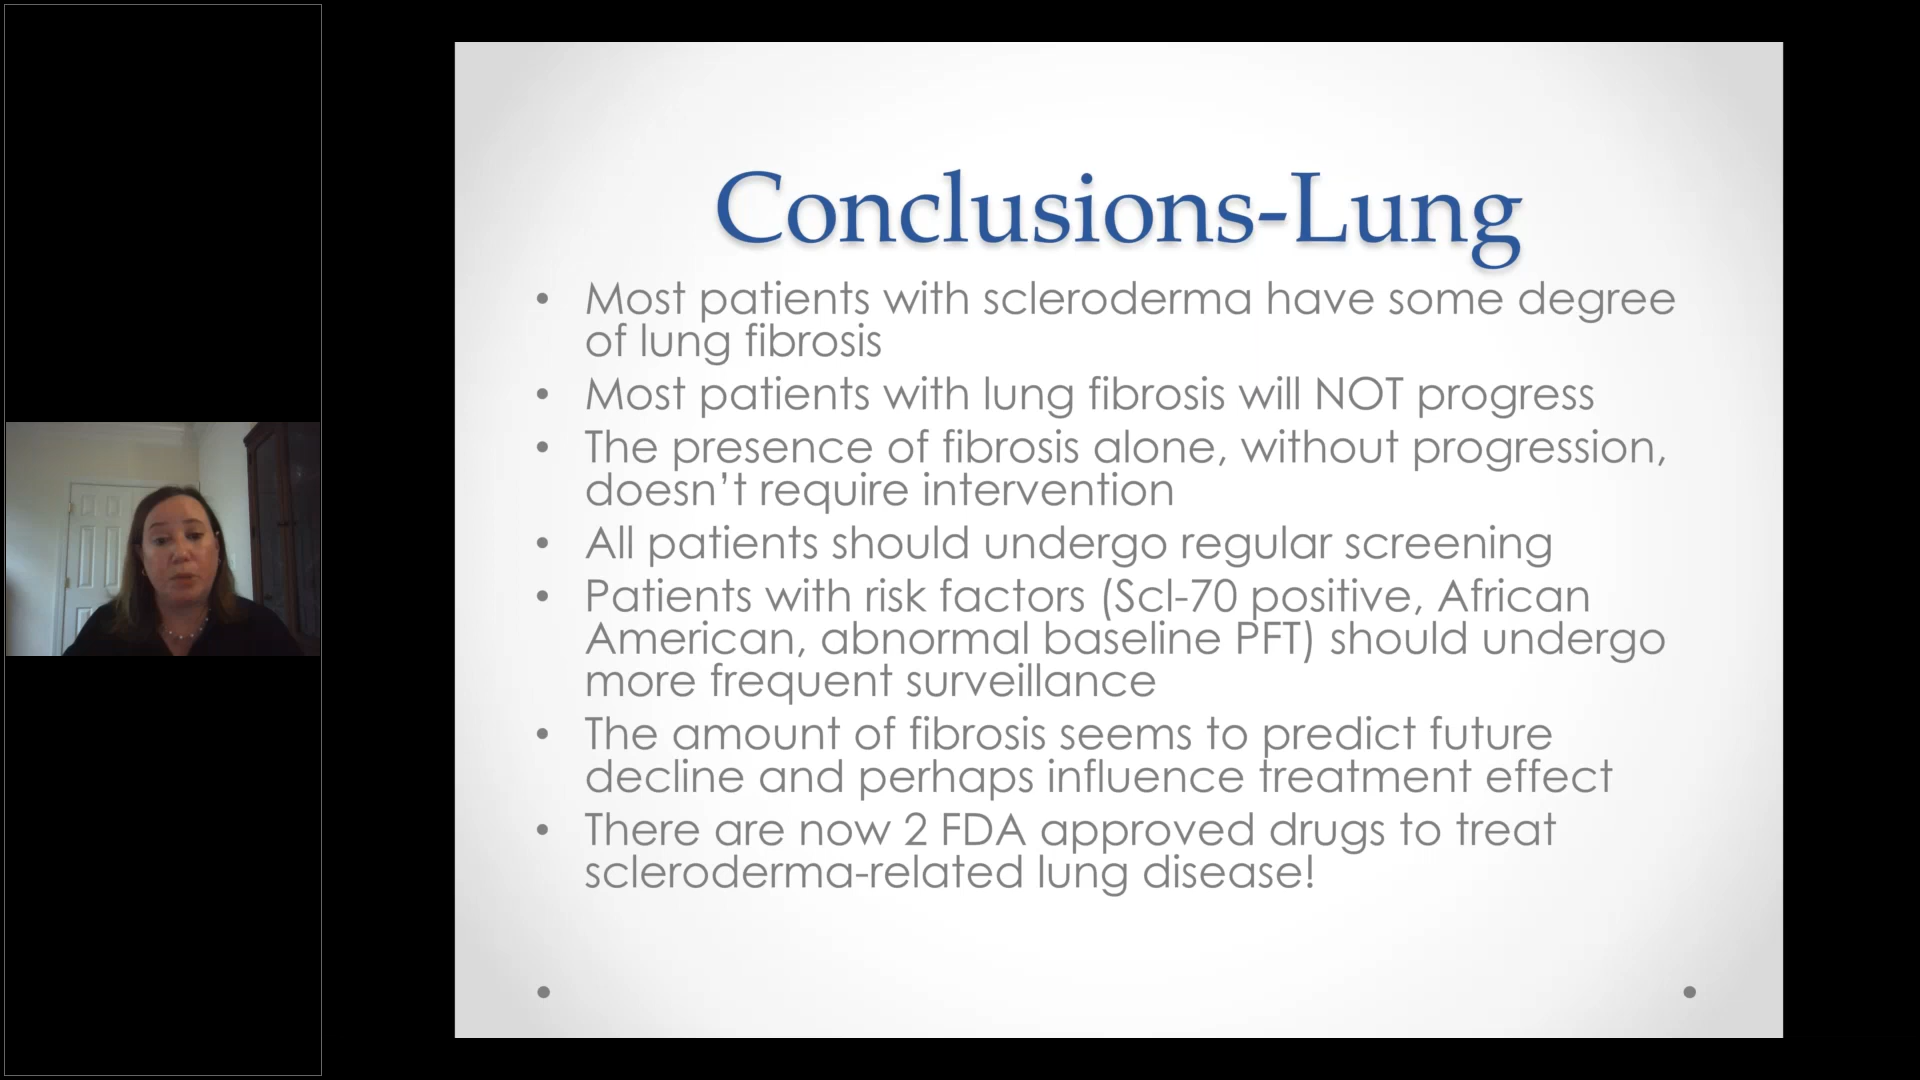 Conclusions-Lung
• Most patients with scleroderma have some degree
of lung fibrosis
• Most patients with lung fibrosis will NOT progress
• The presence of fibrosis alone, without progression,
doesn’t require intervention
• All patients should undergo regular screening
• Patients with risk factors (Scl-70 positive, African
American, abnormal baseline PFT) should undergo
more frequent surveillance
• The amount of fibrosis seems to predict future
decline and perhaps influence treatment effect
• There are now 2 FDA approved drugs to treat
scleroderma-related lung disease!